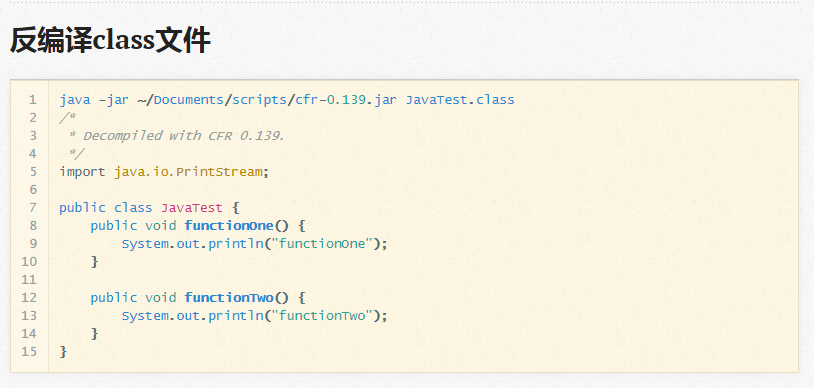 反编译class文件
1 java -jar ~/Documents/scripts/cfr-0.139.jar JavaTest.class
2 /*
3  * Decompiled with CFR 0.139.
4  */
5 import java.io.PrintStream;
6
7 public class JavaTest {
8     public void functionOne() {
9         System.out.println("functionOne");
10     }
11
12     public void functionTwo() {
13         System.out.println("functionTwo");
14     }
15 }